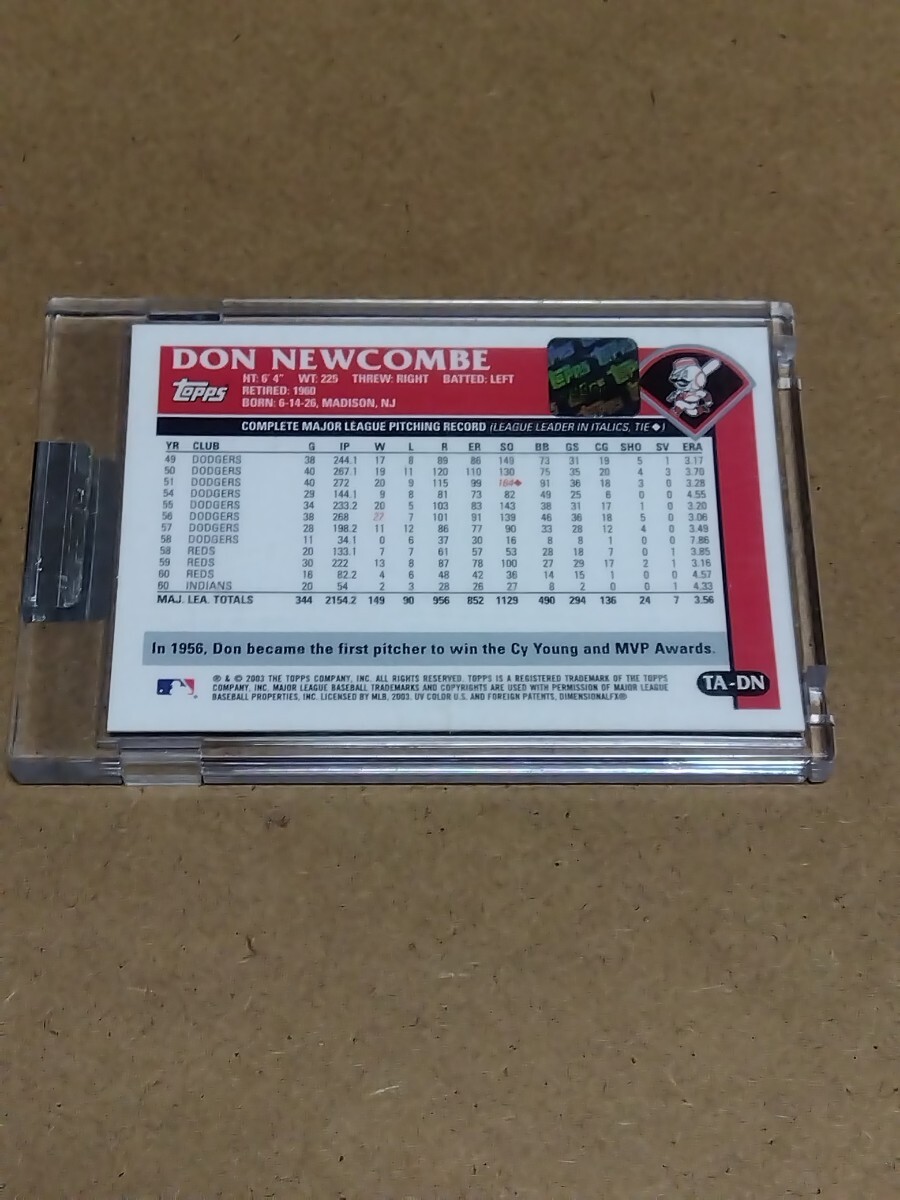 DON NEWCOMBE
Topps
HT: 6' 4" WT: 225 THREW: RIGHT BATTED: LEFT
RETIRED: 1960
BORN: 6-14-26, MADISON, NJ
COMPLETE MAJOR LEAGUE PITCHING RECORD (LEAGUE LEADER IN ITALICS, TIE ◆)
YR CLUB G IP W L R ER SO BB GS CG SHO SV ERA
49 DODGERS 38 244.1 17 8 89 86 149 73 31 19 5 1 3.17
50 DODGERS 40 267.1 19 11 120 110 130 75 35 20 4 3 3.70
51 DODGERS 40 272 20 9 115 99 164◆ 91 36 18 3 0 3.28
54 DODGERS 29 144.1 9 8 81 73 82 49 25 6 0 0 4.55
55 DODGERS 34 233.2 20 5 103 83 143 38 31 17 1 0 3.20
56 DODGERS 38 268 27 7 101 91 139 46 36 18 5 0 3.06
57 DODGERS 28 198.2 11 12 86 77 90 33 28 12 4 0 3.49
58 DODGERS 11 34.1 0 6 37 30 16 8 8 1 0 0 7.86
58 REDS 20 133.1 7 7 61 57 53 28 18 7 0 1 3.85
59 REDS 30 222 13 8 87 78 100 27 29 17 2 1 3.16
60 REDS 16 82.2 4 6 48 42 36 14 15 1 0 0 4.57
60 INDIANS 20 54 2 3 28 26 27 8 2 0 0 1 4.33
MAJ. LEA. TOTALS 344 2154.2 149 90 956 852 1129 490 294 136 24 7 3.56
In 1956, Don became the first pitcher to win the Cy Young and MVP Awards.
® & © 2003 THE TOPPS COMPANY, INC. ALL RIGHTS RESERVED. TOPPS IS A REGISTERED TRADEMARK OF THE TOPPS
COMPANY, INC. MAJOR LEAGUE BASEBALL TRADEMARKS AND COPYRIGHTS ARE USED WITH PERMISSION OF MAJOR LEAGUE
BASEBALL PROPERTIES, INC. LICENSED BY MLB, 2003. UV COLOR U.S. AND FOREIGN PATENTS, DIMENSIONALFX®
TA-DN